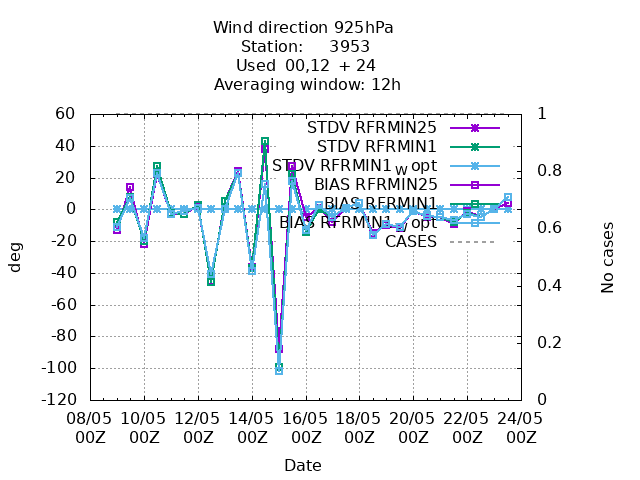 Wind direction 925hPa
Station: 3953
Used 00,12 + 24
Averaging window: 12h
60
40
20
0
-20
-40
-60
-80
-100
-120
deg
1
0.8
0.6
0.4
0.2
0
No cases
STDV RFRMIN25
STDV RFRMIN1
STDV RFRMIN1w opt
BIAS RFRMIN25
BIAS RFRMIN1
BIAS RFRMIN1w opt
CASES
08/05 10/05 12/05 14/05 16/05 18/05 20/05 22/05 24/05
00Z 00Z 00Z 00Z 00Z 00Z 00Z 00Z 00Z
Date